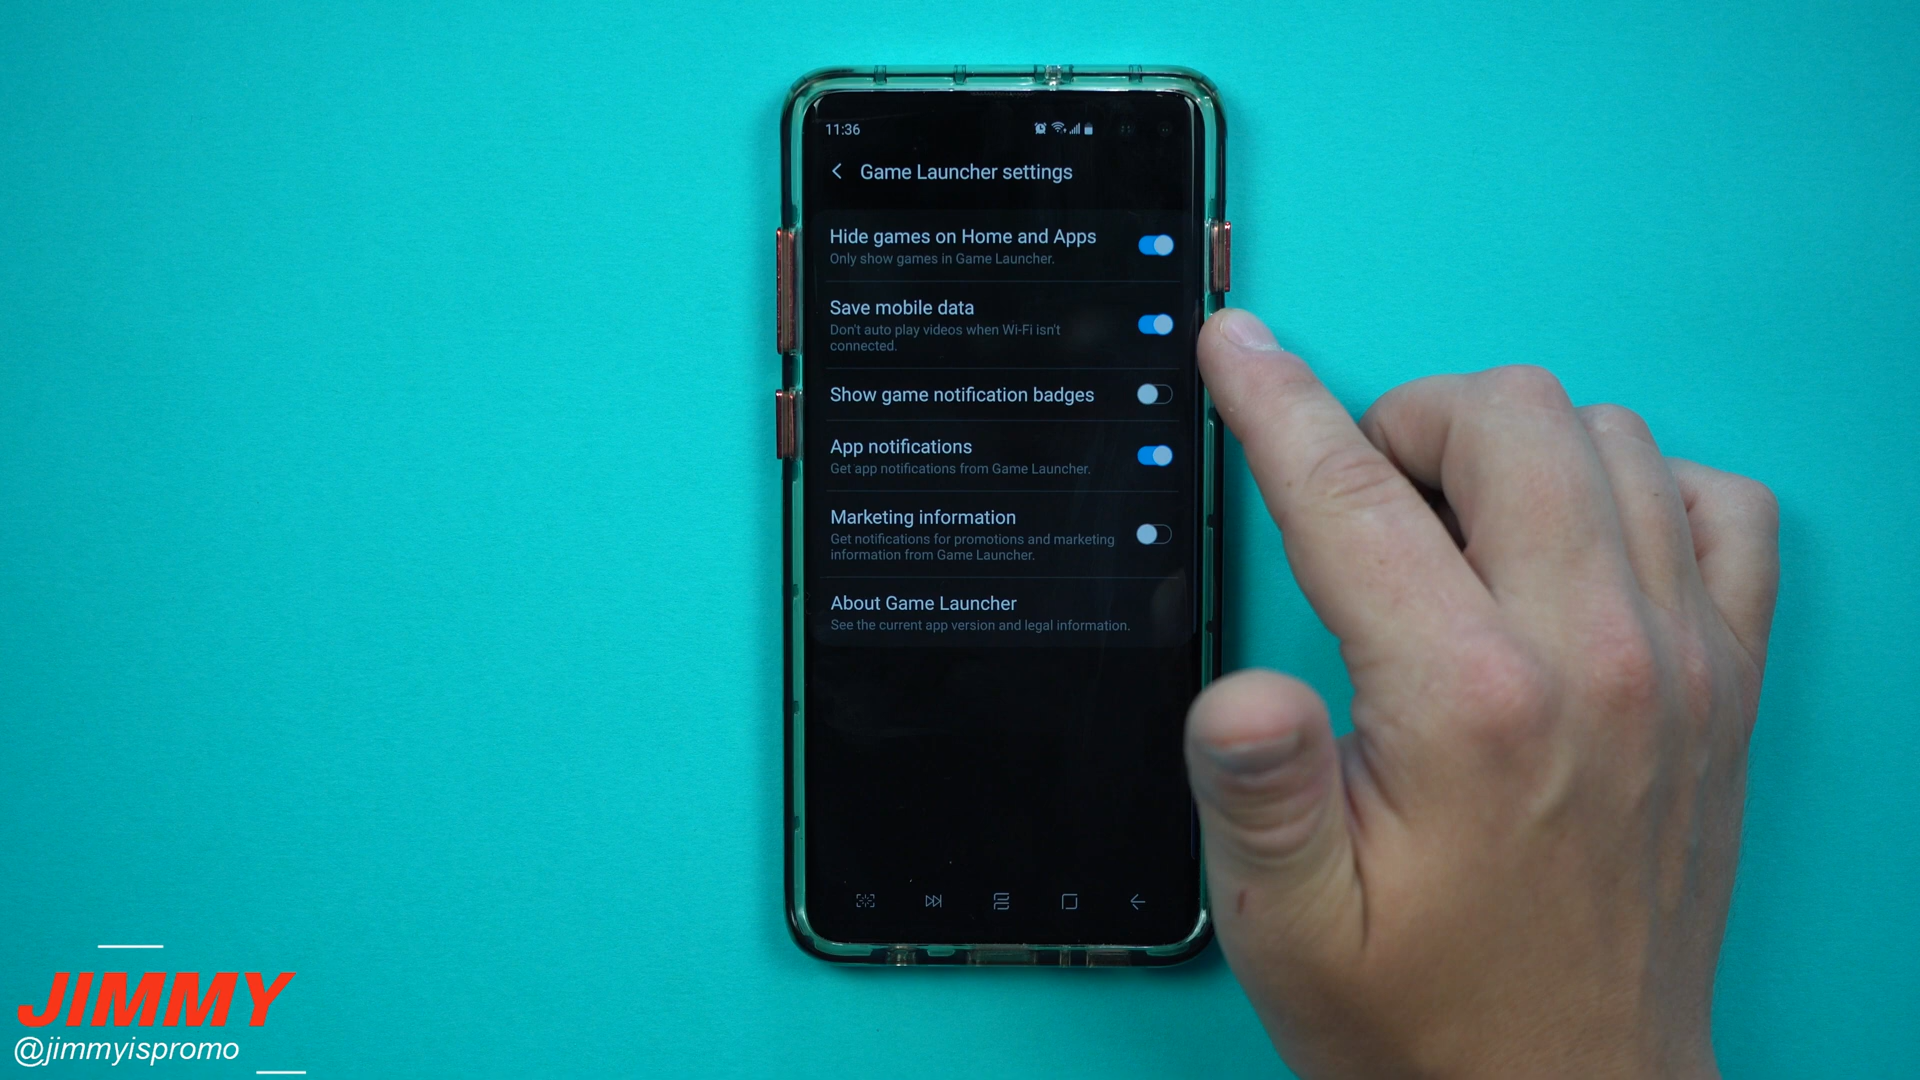 11:36
Game Launcher settings
Hide games on Home and Apps
Only show games in Game Launcher.
Save mobile data
Don't auto play videos when Wi-Fi isn't
connected.
Show game notification badges
App notifications
Get app notifications from Game Launcher.
Marketing information
Get notifications for promotions and marketing
information from Game Launcher.
About Game Launcher
See the current app version and legal information.
JIMMY
@jimmyispromo